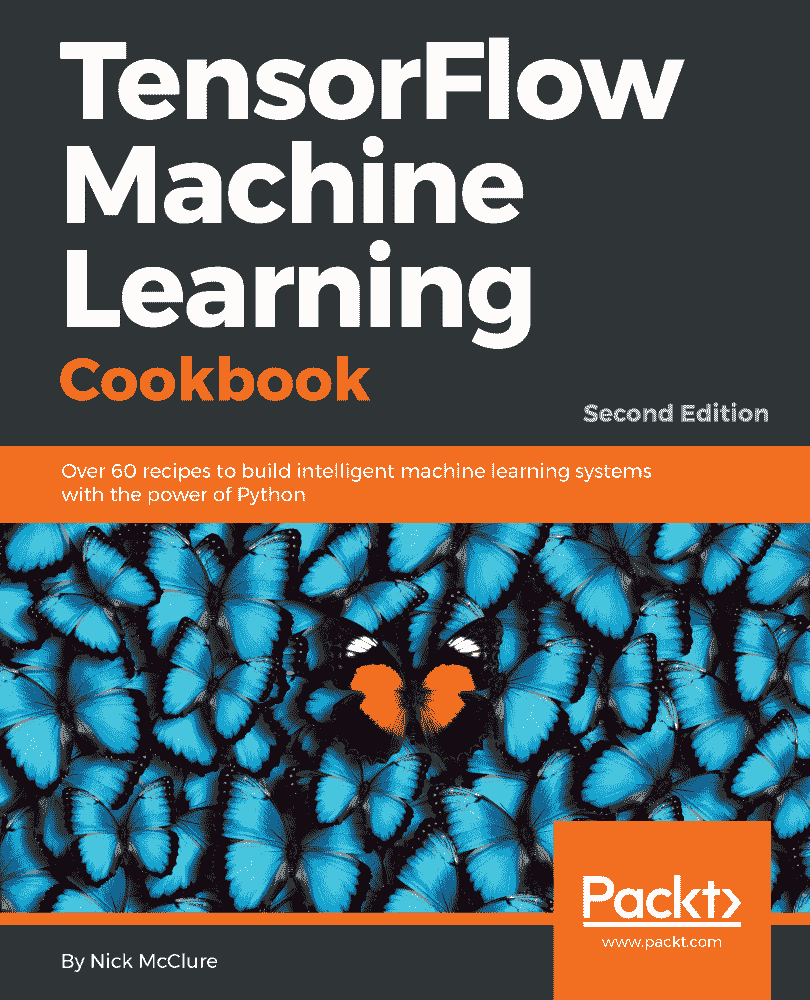 TensorFlow
Machine
Learning
Cookbook
Second Edition
Over 60 recipes to build intelligent machine learning systems
with the power of Python
Packt>
www.packt.com
By Nick McClure